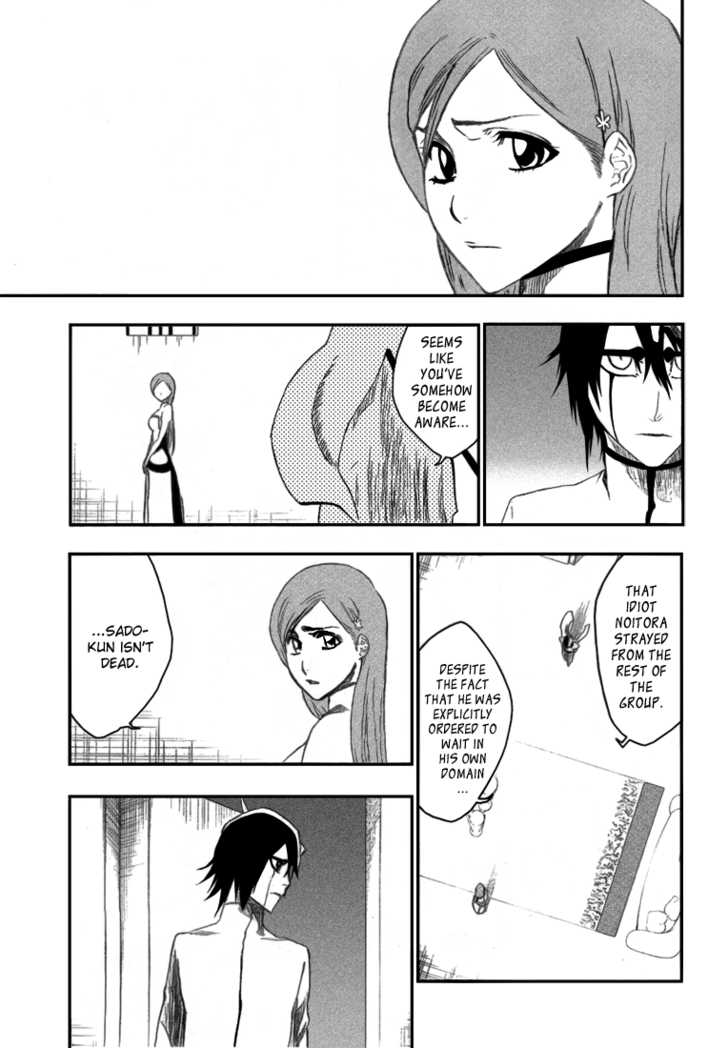 SEEMS
LIKE
YOU'VE
SOMEHOW
BECOME
AWARE...
THAT
IDIOT
NOITORA
STRAYED
FROM THE
REST OF
THE
GROUP.
DESPITE
THE FACT
THAT HE WAS
EXPLICITLY
ORDERED TO
WAIT IN
HIS OWN
DOMAIN
...
...SADO-
KUN ISN'T
DEAD.